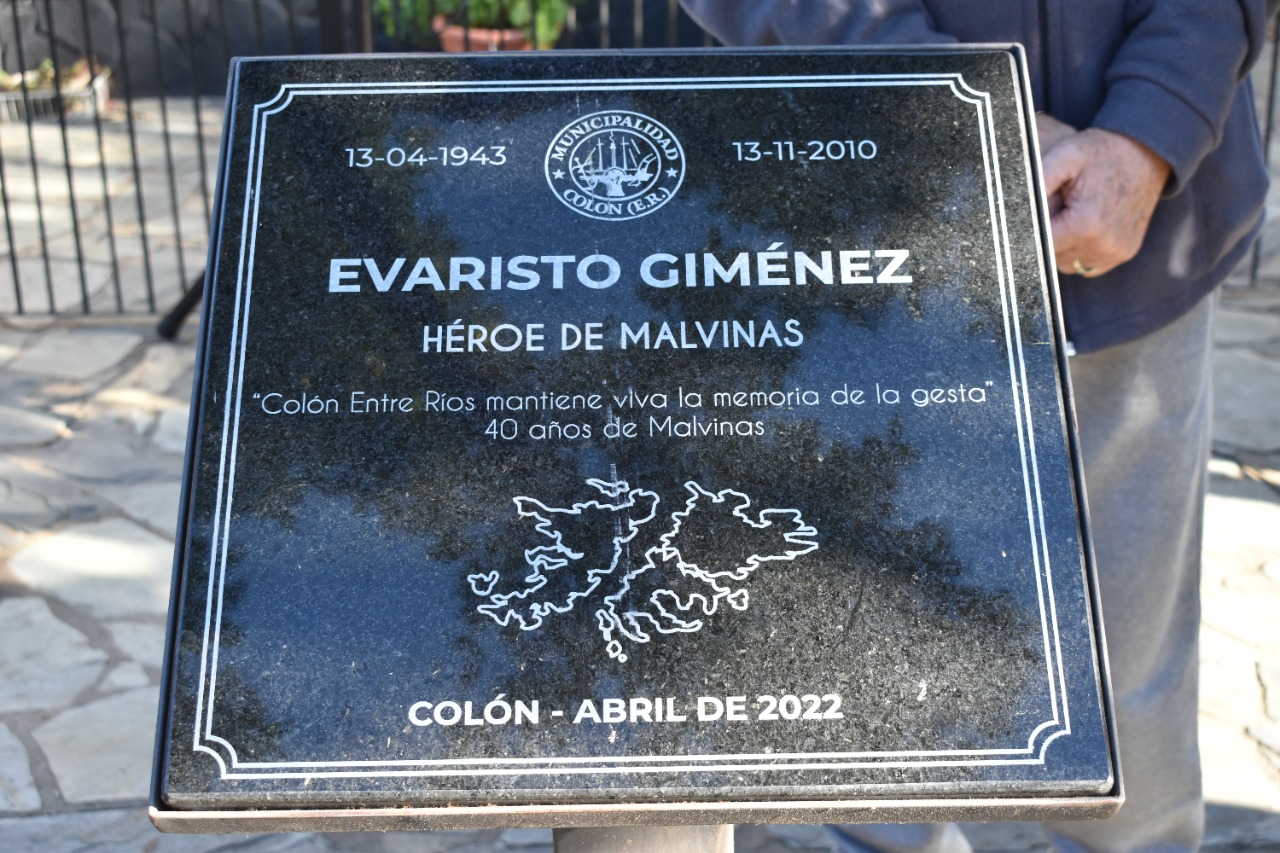 13-04-1943
MUNICIPALIDAD
COLON (E.R.)
13-11-2010
EVARISTO GIMÉNEZ
HÉROE DE MALVINAS
“Colón Entre Ríos mantiene vIva la memoria de la gesta”
40 años de Malvinas
COLÓN - ABRIL DE 2022